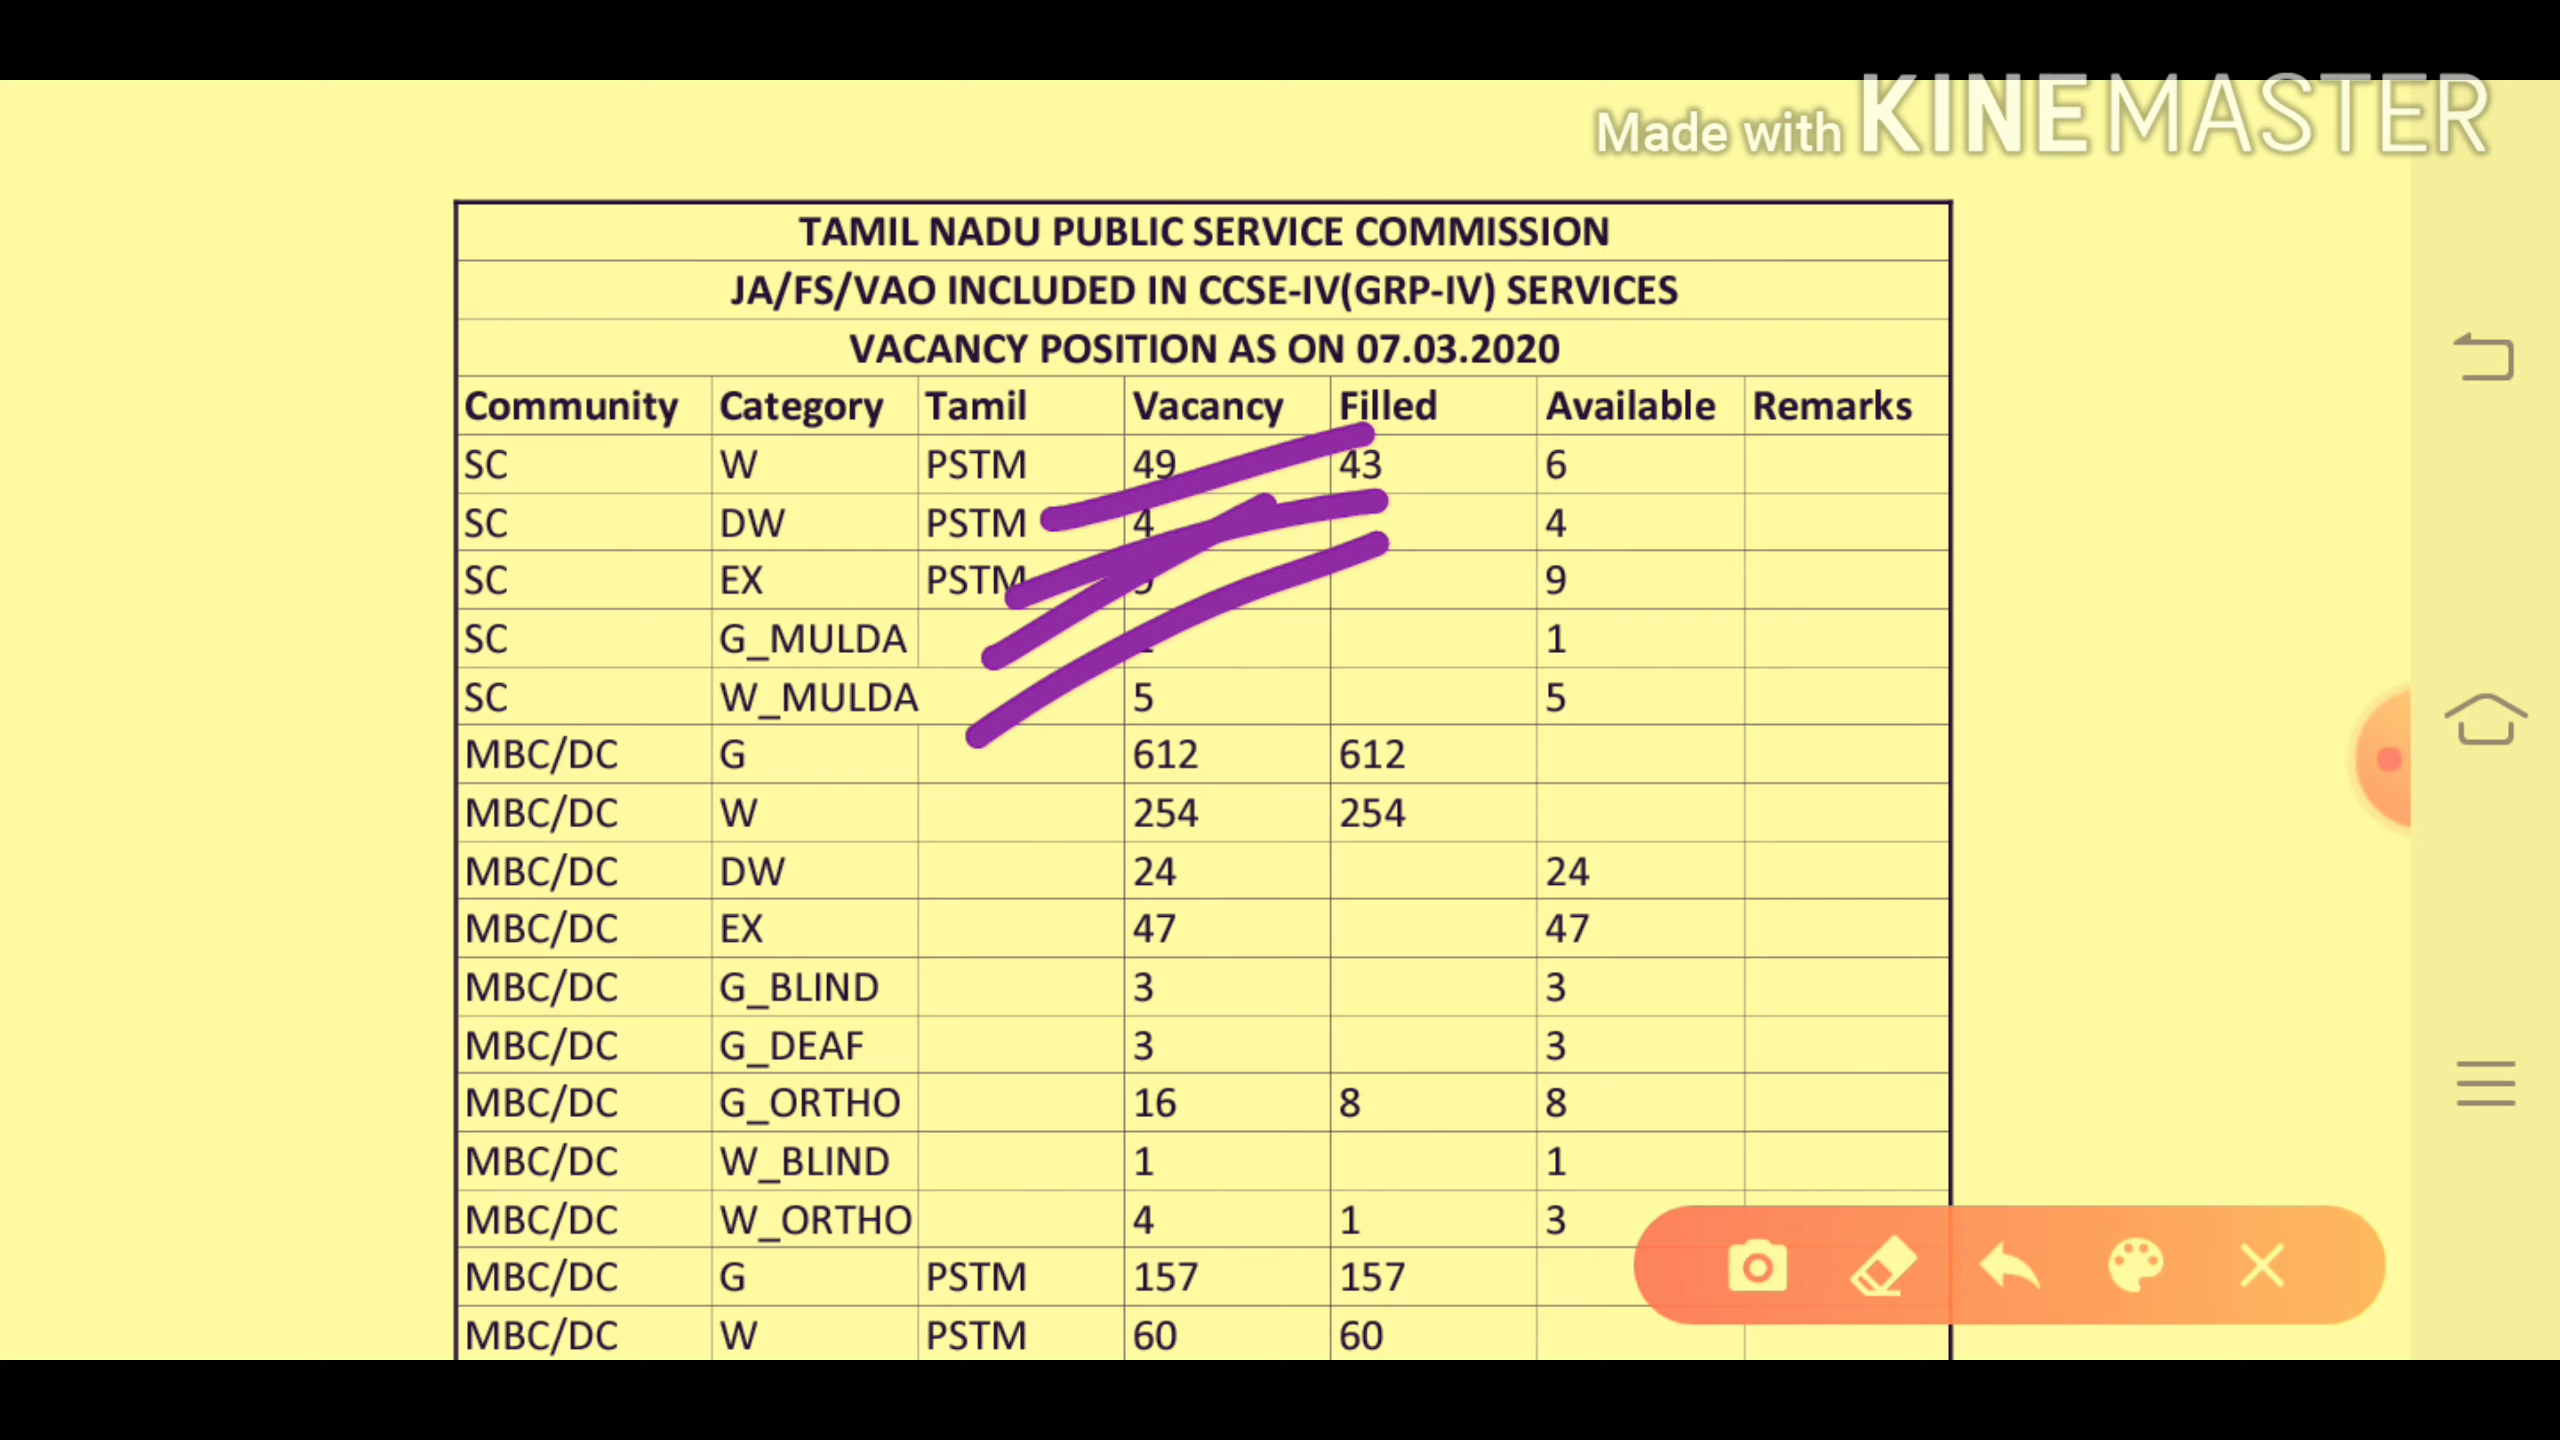 Made with KINEMASTER
TAMIL NADU PUBLIC SERVICE COMMISSION
JA/FS/VAO INCLUDED IN CCSE-IV(GRP-IV) SERVICES
VACANCY POSITION AS ON 07.03.2020
Community Category Tamil Vacancy Filled Available Remarks
SC W PSTM 49 43 6
SC DW PSTM 4 4
SC EX PSTM 9
SC G_MULDA 1
SC W_MULDA 5 5
MBC/DC G 612 612
MBC/DC W 254 254
MBC/DC DW 24 24
MBC/DC EX 47 47
MBC/DC G_BLIND 3 3
MBC/DC G_DEAF 3 3
MBC/DC G_ORTHO 16 8 8
MBC/DC W_BLIND 1 1
MBC/DC W_ORTHO 4 1 3
MBC/DC G PSTM 157 157
MBC/DC W PSTM 60 60